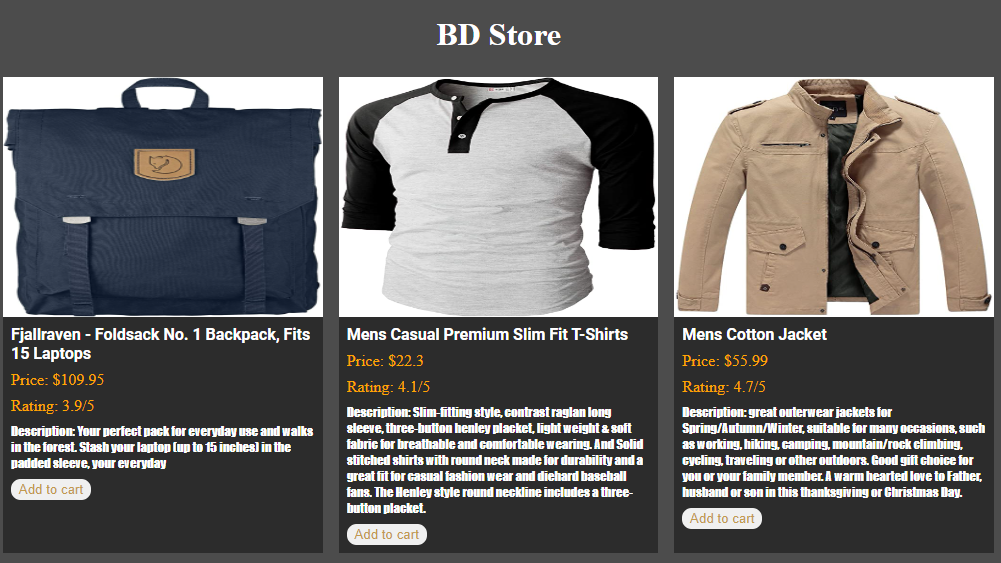 BD Store
Fjallraven - Foldsack No. 1 Backpack, Fits
15 Laptops
Price: $109.95
Rating: 3.9/5
Description: Your perfect pack for everyday use and walks
in the forest. Stash your laptop (up to 15 inches) in the
padded sleeve, your everyday
Add to cart
Mens Casual Premium Slim Fit T-Shirts
Price: $22.3
Rating: 4.1/5
Description: Slim-fitting style, contrast raglan long
sleeve, three-button henley placket, light weight & soft
fabric for breathable and comfortable wearing. And Solid
stitched shirts with round neck made for durability and a
great fit for casual fashion wear and diehard baseball
fans. The Henley style round neckline includes a three-
button placket.
Add to cart
Mens Cotton Jacket
Price: $55.99
Rating: 4.7/5
Description: great outerwear jackets for
Spring/Autumn/Winter, suitable for many occasions, such
as working, hiking, camping, mountain/rock climbing,
cycling, traveling or other outdoors. Good gift choice for
you or your family member. A warm hearted love to Father,
husband or son in this thanksgiving or Christmas Day.
Add to cart